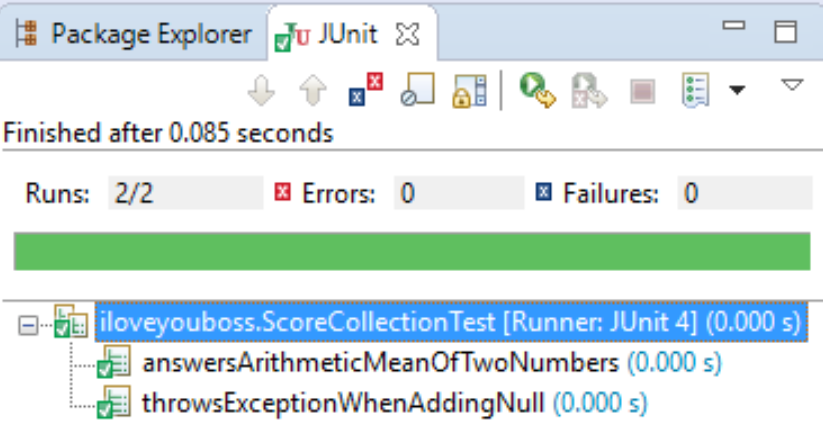 Package Explorer JUnit
Finished after 0.085 seconds
Runs: 2/2 Errors: 0 Failures: 0
iloveyouboss.ScoreCollectionTest [Runner: JUnit 4] (0.000 s)
answersArithmeticMeanOfTwoNumbers (0.000 s)
throwsExceptionWhenAddingNull (0.000 s)